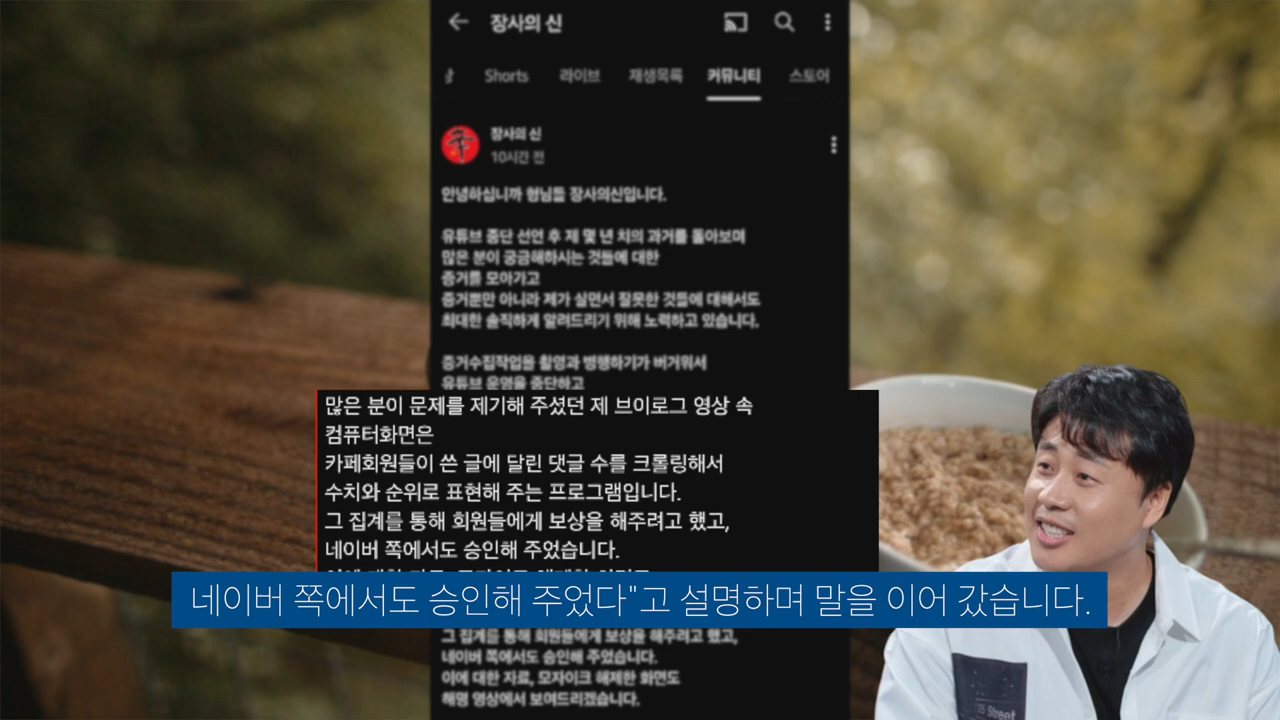 장사의 신
Shorts 라이브 재생목록 커뮤니티 스토어
장사의 신
10시간 전
안녕하십니까 형님들 장사의신입니다.
유튜브 중단 선언 후 제 몇 년 치의 과거를 돌아보며
많은 분이 궁금해하시는 것들에 대한
증거를 모아가고
증거뿐만 아니라 제가 살면서 잘못한 것들에 대해서도
최대한 솔직하게 알려드리기 위해 노력하고 있습니다.
증거수집작업을 촬영과 병행하기가 버거워서
유튜브 운영을 중단하고
많은 분이 문제를 제기해 주셨던 제 브이로그 영상 속
컴퓨터화면은
카페회원들이 쓴 글에 달린 댓글 수를 크롤링해서
수치와 순위로 표현해 주는 프로그램입니다.
그 집계를 통해 회원들에게 보상을 해주려고 했고,
네이버 쪽에서도 승인해 주었습니다.
네이버 쪽에서도 승인해 주었다"고 설명하며 말을 이어 갔습니다.
그 집계를 통해 회원들에게 보상을 해주려고 했고,
네이버 쪽에서도 승인해 주었습니다.
이에 대한 자료, 모자이크 해제한 화면도
해명 영상에서 보여드리겠습니다.
Street